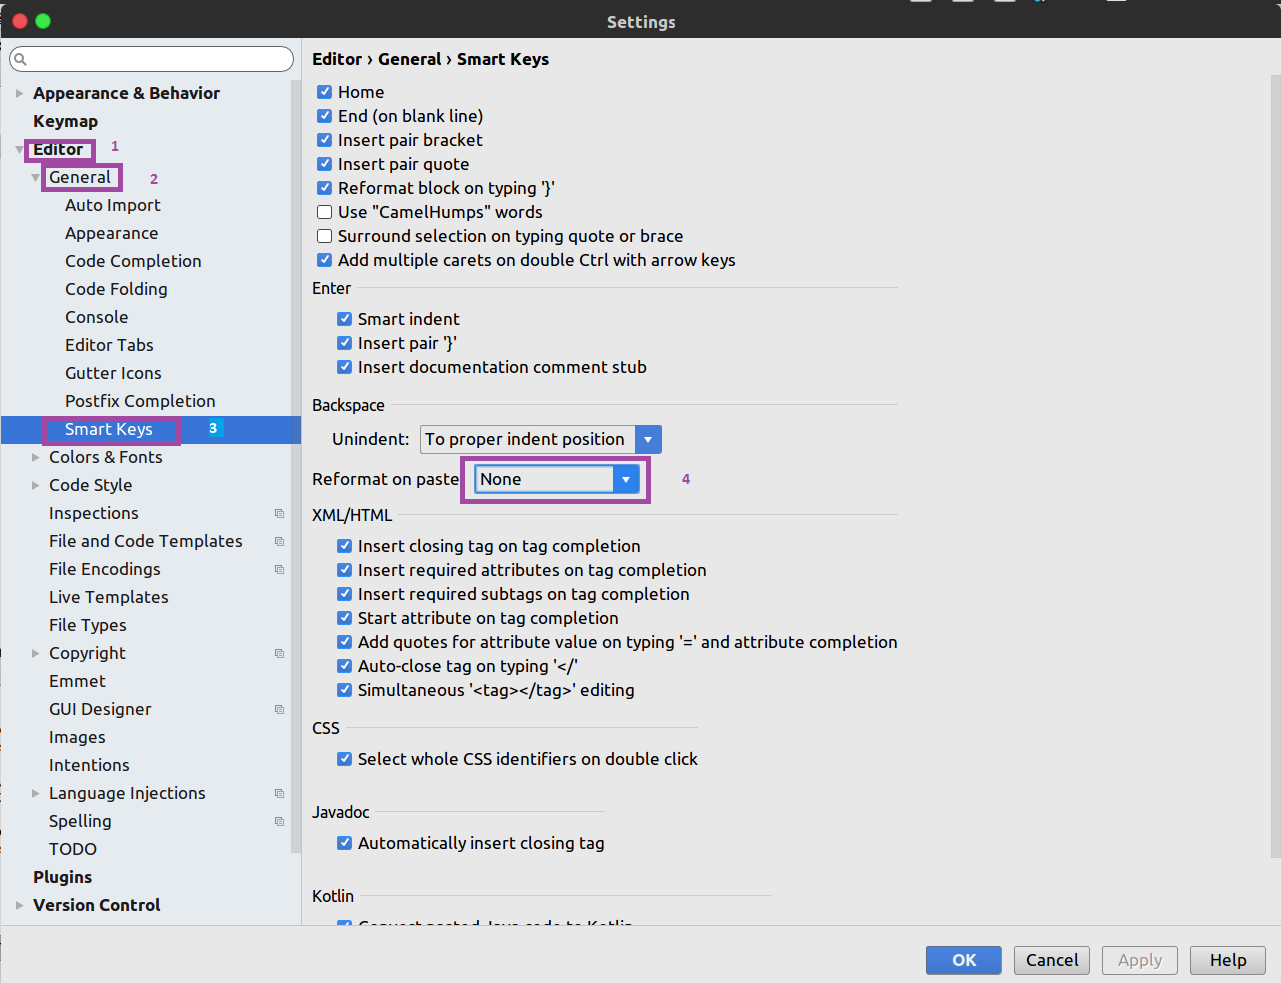 Settings
Appearance & Behavior
Keymap
Editor 1
General 2
Auto Import
Appearance
Code Completion
Code Folding
Console
Editor Tabs
Gutter Icons
Postfix Completion
Smart Keys 3
Colors & Fonts
Code Style
Inspections
File and Code Templates
File Encodings
Live Templates
File Types
Copyright
Emmet
GUI Designer
Images
Intentions
Language Injections
Spelling
TODO
Plugins
Version Control
Editor › General › Smart Keys
Home
End (on blank line)
Insert pair bracket
Insert pair quote
Reformat block on typing '}'
Use "CamelHumps" words
Surround selection on typing quote or brace
Add multiple carets on double Ctrl with arrow keys
Enter
Smart indent
Insert pair '}'
Insert documentation comment stub
Backspace
Unindent: To proper indent position
Reformat on paste None 4
XML/HTML
Insert closing tag on tag completion
Insert required attributes on tag completion
Insert required subtags on tag completion
Start attribute on tag completion
Add quotes for attribute value on typing '=' and attribute completion
Auto-close tag on typing '</'
Simultaneous '<tag></tag>' editing
CSS
Select whole CSS identifiers on double click
Javadoc
Automatically insert closing tag
Kotlin
Convert pasted Java code to Kotlin
OK Cancel Apply Help